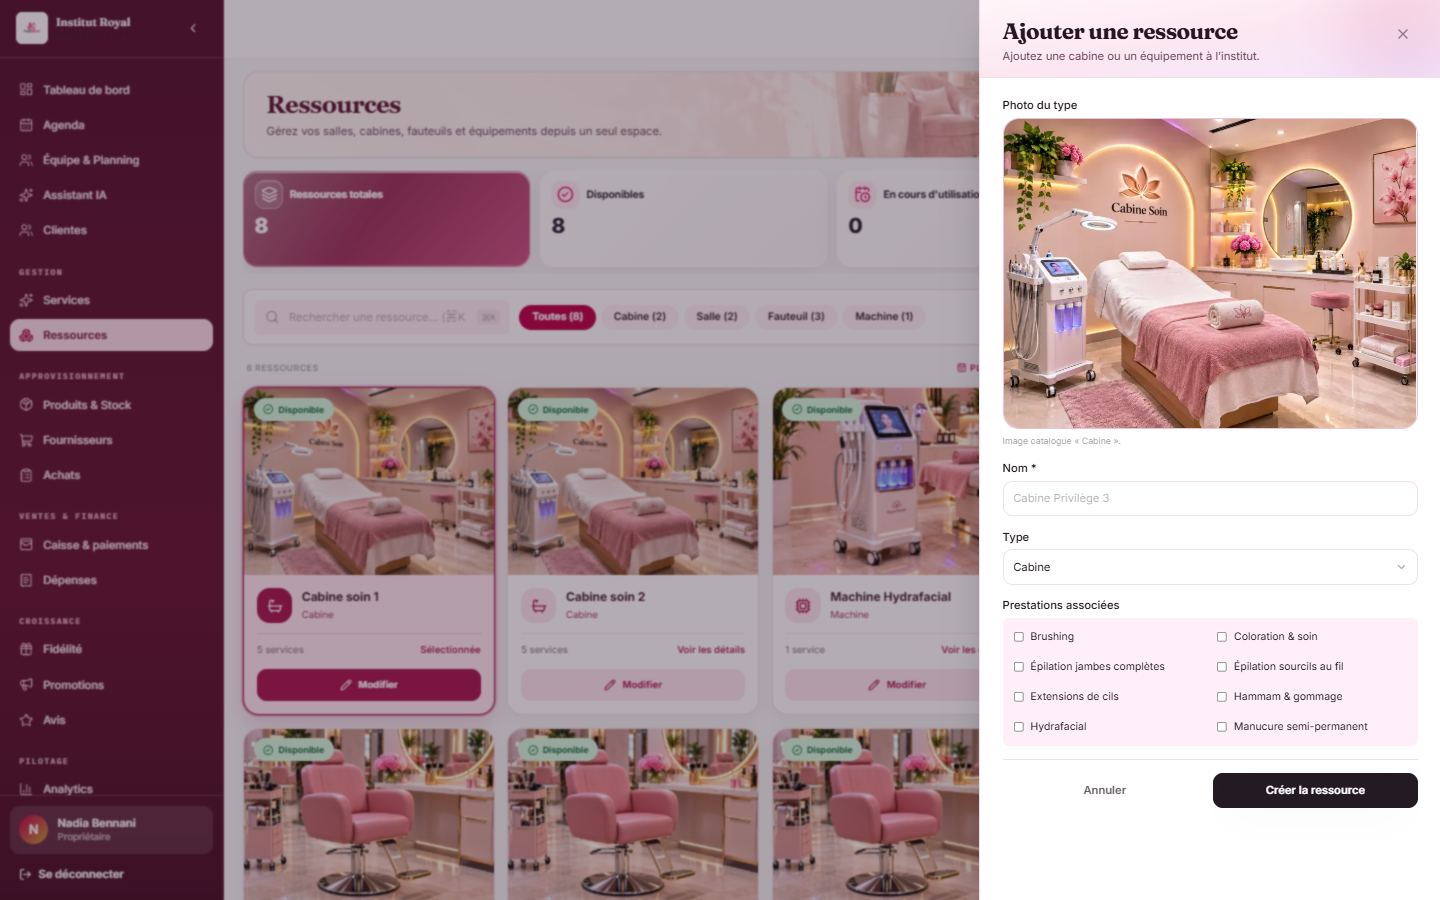 Institut Royal
Tableau de bord
Agenda
Équipe & Planning
Assistant IA
Clientes
GESTION
Services
Ressources
APPROVISIONNEMENT
Produits & Stock
Fournisseurs
Achats
VENTES & FINANCE
Caisse & paiements
Dépenses
CROISSANCE
Fidélité
Promotions
Avis
PILOTAGE
Analytics
N
Nadia Bennani
Propriétaire
Se déconnecter
Ressources
Gérez vos salles, cabines, fauteuils et équipements depuis un seul espace.
Ressources totales
8
Disponibles
8
En cours d'utilisatio
0
Rechercher une ressource... (⌘K
⌘K
Toutes (8)
Cabine (2)
Salle (2)
Fauteuil (3)
Machine (1)
8 RESSOURCES
Disponible
Cabine Soin
Cabine soin 1
Cabine
5 services
Sélectionnée
Modifier
Disponible
Cabine Soin
Cabine soin 2
Cabine
5 services
Voir les détails
Modifier
Disponible
Machine Hydrafacial
Machine
1 service
Voir les
Modifier
Disponible
Disponible
Disponible
Ajouter une ressource
Ajoutez une cabine ou un équipement à l'institut.
Photo du type
Cabine Soin
Image catalogue « Cabine ».
Nom *
Cabine Privilège 3
Type
Cabine
Prestations associées
Brushing
Coloration & soin
Épilation jambes complètes
Épilation sourcils au fil
Extensions de cils
Hammam & gommage
Hydrafacial
Manucure semi-permanent
Annuler
Créer la ressource